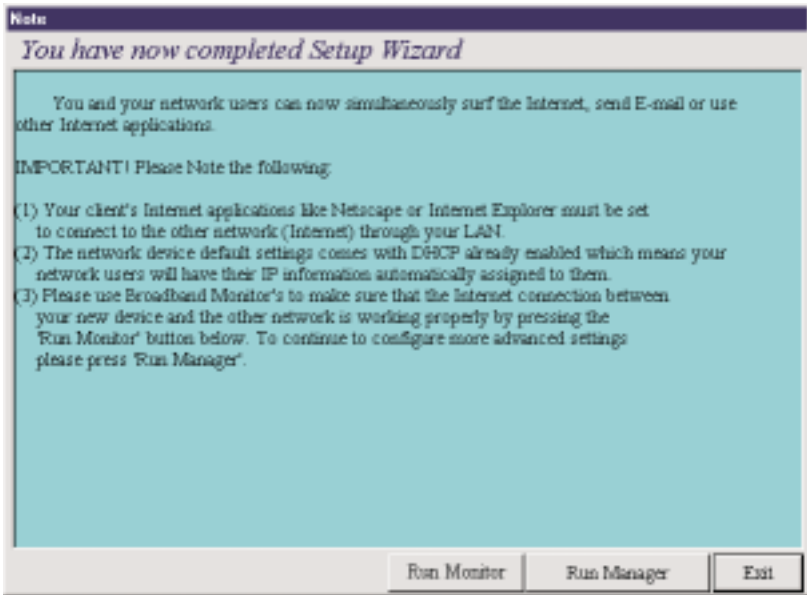 Note
You have now completed Setup Wizard
You and your network users can now simultaneously surf the Internet, send E-mail or use
other Internet applications.
IMPORTANT! Please Note the following:
(1) Your client's Internet applications like Netscape or Internet Explorer must be set
to connect to the other network (Internet) through your LAN.
(2) The network device default settings comes with DHCP already enabled which means your
network users will have their IP information automatically assigned to them.
(3) Please use Broadband Monitor's to make sure that the Internet connection between
your new device and the other network is working properly by pressing the
'Run Monitor' button below. To continue to configure more advanced settings
please press 'Run Manager'.
Run Monitor Run Manager Exit